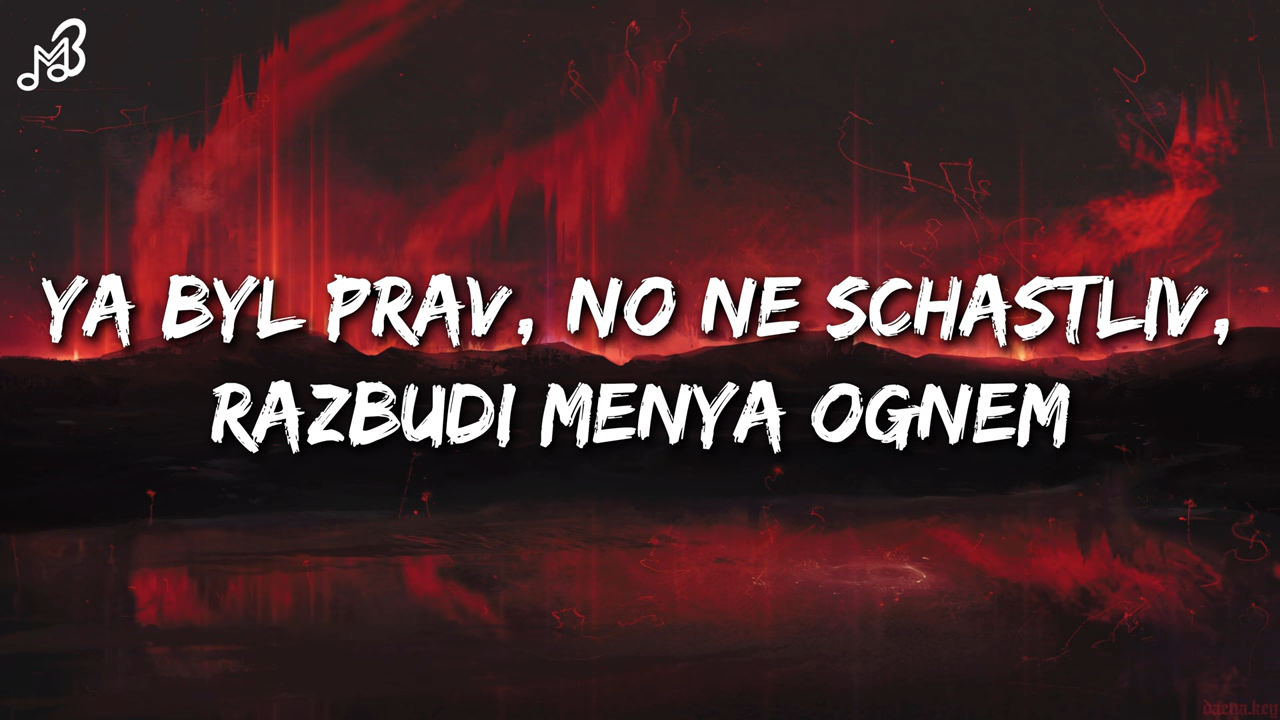 YA BYL PRAV, NO NE SCHASTLIV,
RAZBUDI MENYA OGNEM